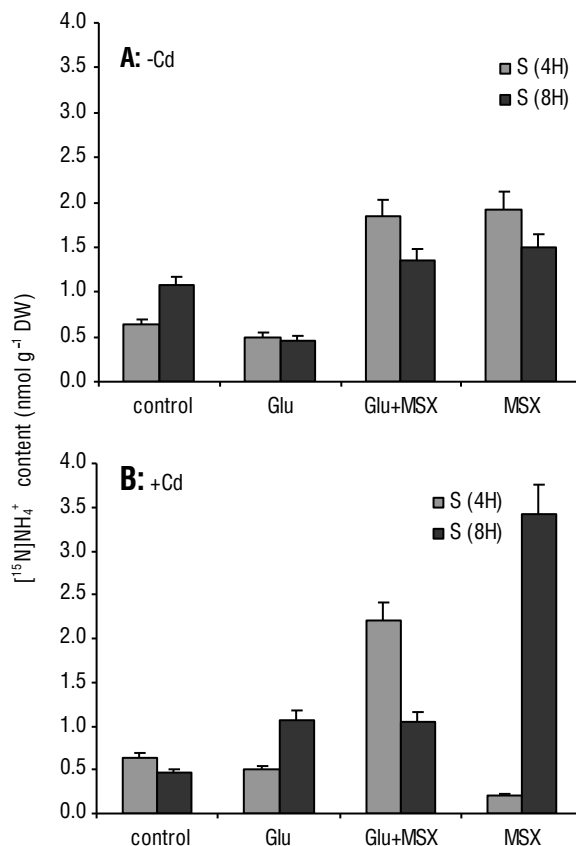 4.0
A: -Cd
S (4H)
3.5
S (8H)
3.0
2.5
2.0
1.5
1.0
0.5
0.0
control Glu Glu+MSX MSX
[¹⁵N]NH₄⁺ content (nmol g⁻¹ DW)
4.0
B: +Cd
S (4H)
3.5
S (8H)
3.0
2.5
2.0
1.5
1.0
0.5
0.0
control Glu Glu+MSX MSX